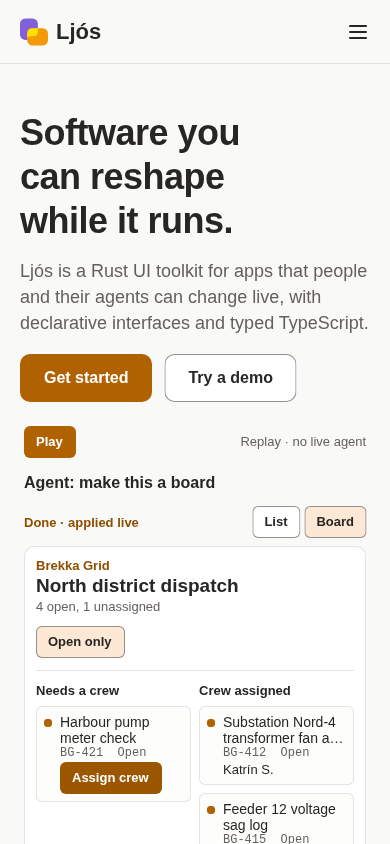 Ljós
Software you
can reshape
while it runs.
Ljós is a Rust UI toolkit for apps that people
and their agents can change live, with
declarative interfaces and typed TypeScript.
Get started
Try a demo
Play
Replay · no live agent
Agent: make this a board
Done · applied live
List
Board
Brekka Grid
North district dispatch
4 open, 1 unassigned
Open only
Needs a crew
Harbour pump
meter check
BG-421 Open
Assign crew
Crew assigned
Substation Nord-4
transformer fan a…
BG-412 Open
Katrín S.
Feeder 12 voltage
sag log
BG-415 Open